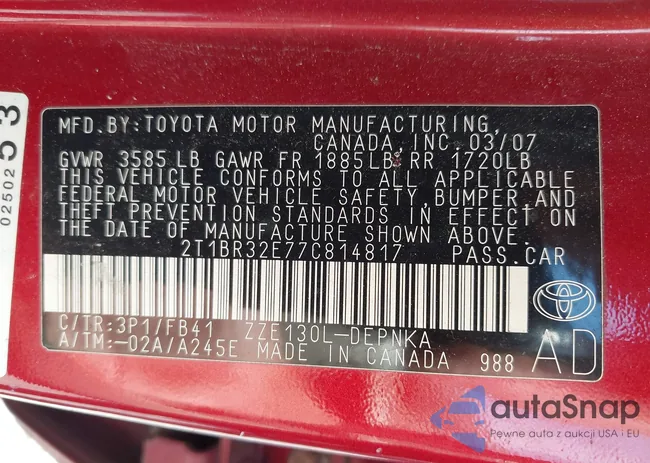 53
02502
MFD.BY:TOYOTA MOTOR MANUFACTURING,
CANADA,INC. 03/07
GVWR 3585 LB GAWR FR 1885LB RR 1720LB
THIS VEHICLE CONFORMS TO ALL APPLICABLE
FEDERAL MOTOR VEHICLE SAFETY,BUMPER,AND
THEFT PREVENTION STANDARDS IN EFFECT ON
THE DATE OF MANUFACTURE SHOWN ABOVE.
2T1BR32E77C814817 PASS.CAR
C/TR:3P1/FB41 ZZE130L-DEPNKA
A/TM:-02A/A245E MADE IN CANADA 988 AD
autaSnap
Pewne auta z aukcji USA i EU